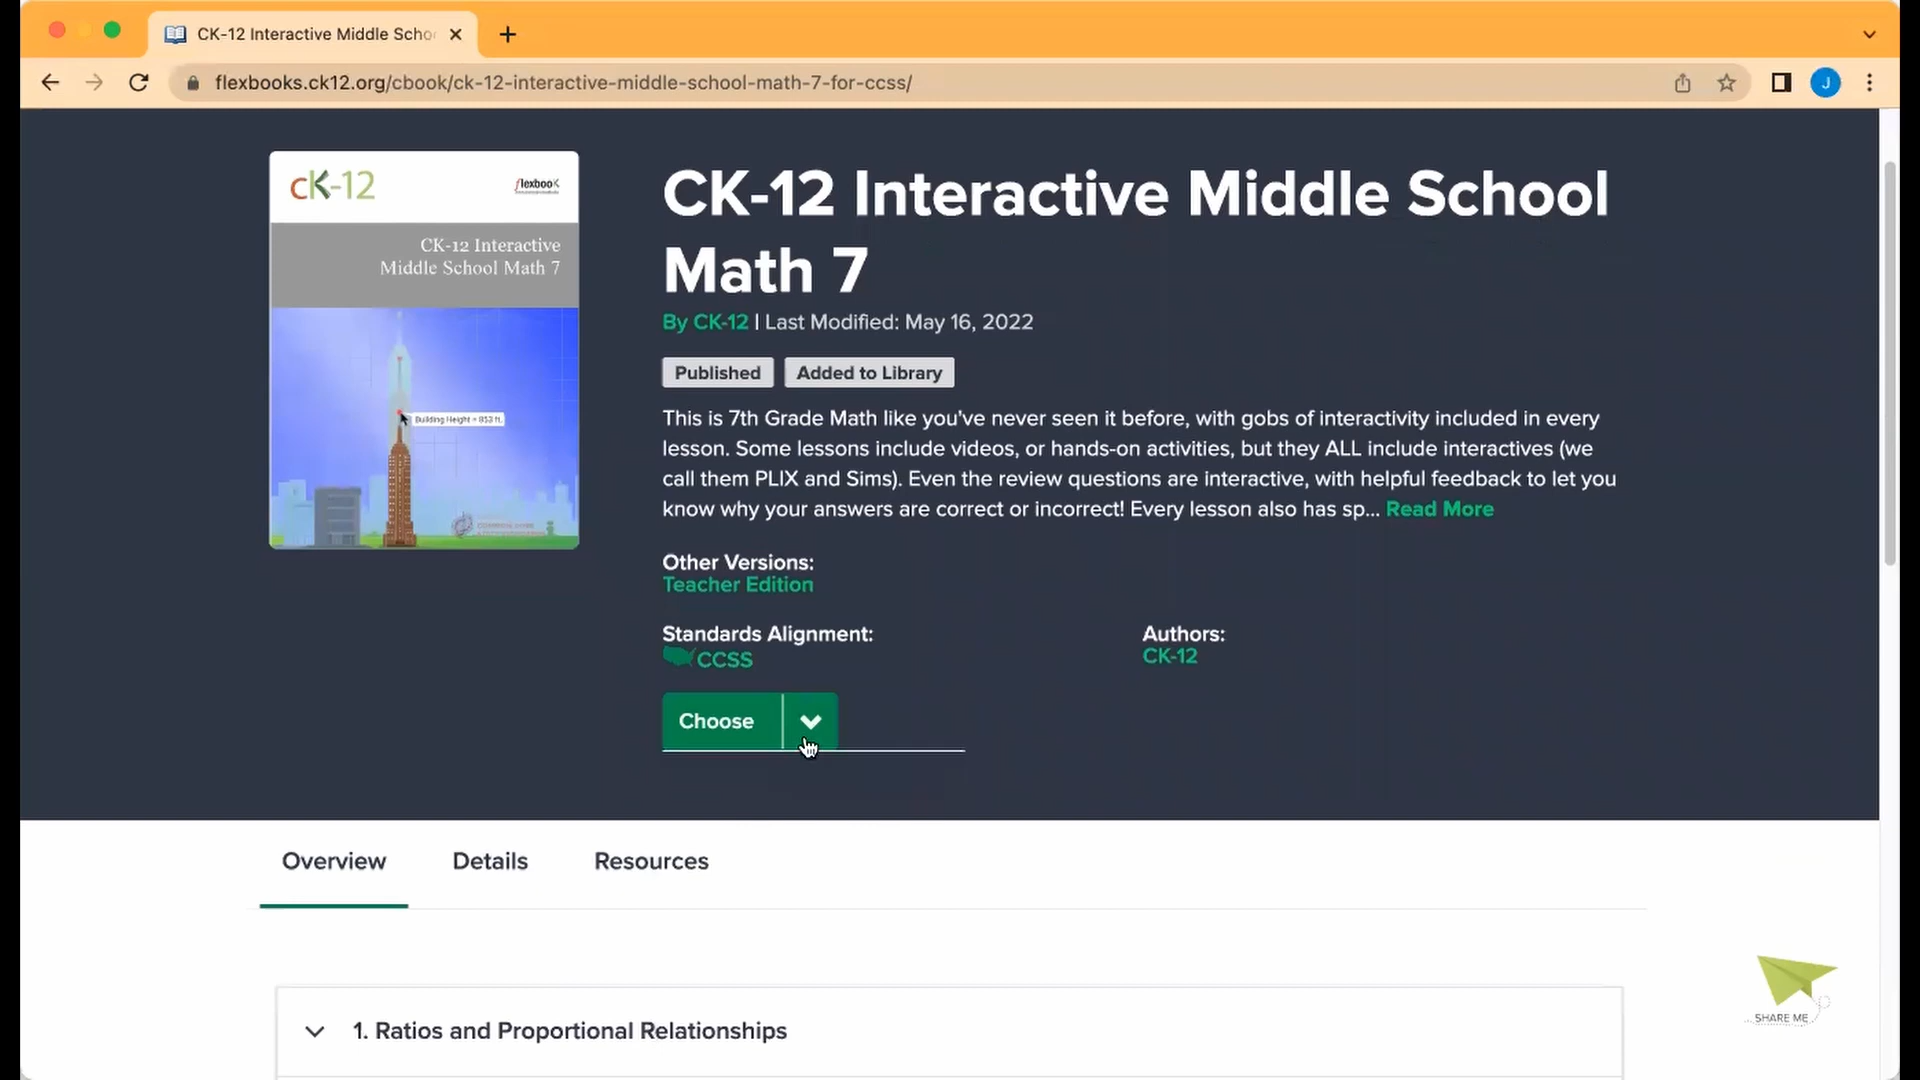 CK-12 Interactive Middle Scho
flexbooks.ck12.org/cbook/ck-12-interactive-middle-school-math-7-for-ccss/
J
cK-12
flexbook
CK-12 Interactive
Middle School Math 7
Building Height = 853 ft.
CK-12 Interactive Middle School
Math 7
By CK-12 | Last Modified: May 16, 2022
Published
Added to Library
This is 7th Grade Math like you've never seen it before, with gobs of interactivity included in every
lesson. Some lessons include videos, or hands-on activities, but they ALL include interactives (we
call them PLIX and Sims). Even the review questions are interactive, with helpful feedback to let you
know why your answers are correct or incorrect! Every lesson also has sp... Read More
Other Versions:
Teacher Edition
Standards Alignment:
CCSS
Authors:
CK-12
Choose
Overview
Details
Resources
1. Ratios and Proportional Relationships
SHARE ME